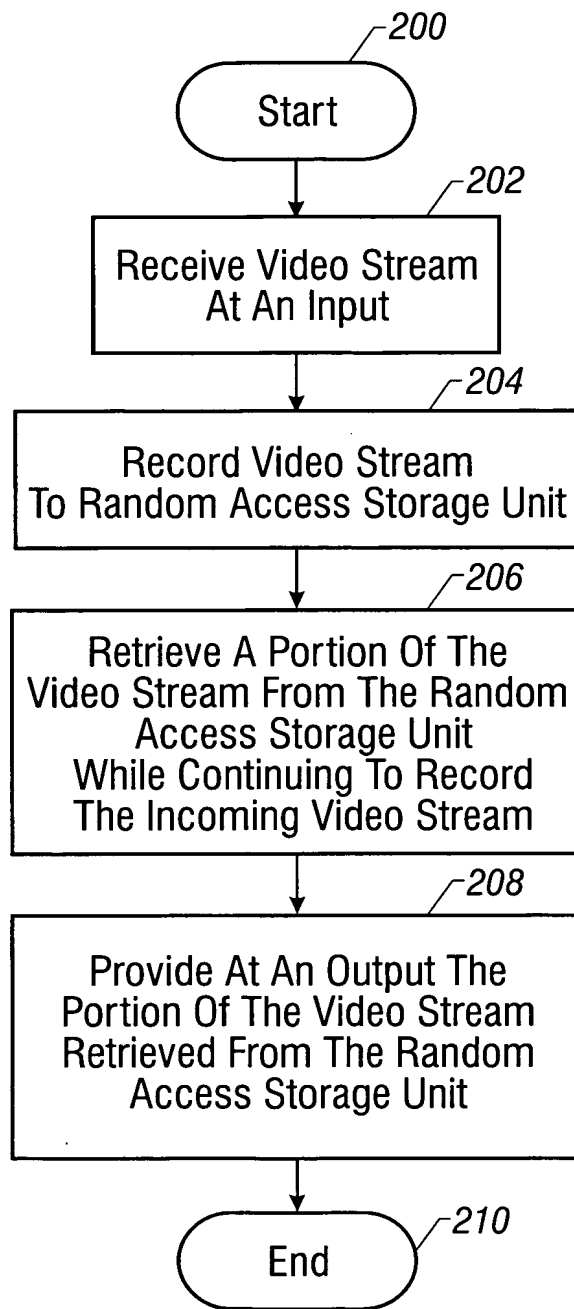 200
Start
202
Receive Video Stream
At An Input
204
Record Video Stream
To Random Access Storage Unit
206
Retrieve A Portion Of The
Video Stream From The Random
Access Storage Unit
While Continuing To Record
The Incoming Video Stream
208
Provide At An Output The
Portion Of The Video Stream
Retrieved From The Random
Access Storage Unit
210
End